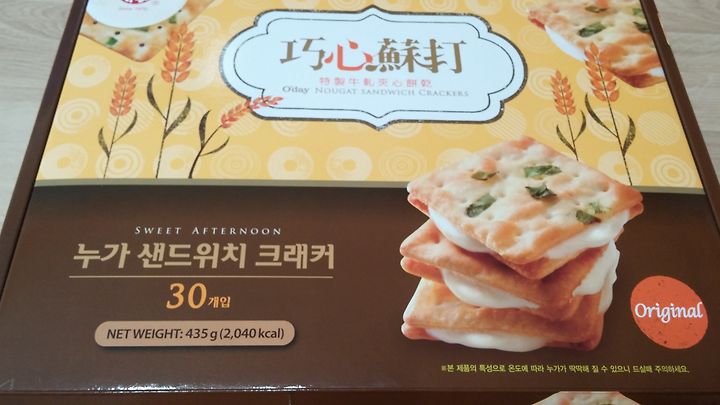 巧心蘇打
特製牛軋夾心餅乾
O'day NOUGAT SANDWICH CRACKERS
SWEET AFTERNOON
누가 샌드위치 크래커
30개입
NET WEIGHT: 435 g (2,040 kcal)
Original
※본 제품의 특성으로 온도에 따라 누가가 딱딱해 질 수 있으니 드실때 주의하세요.